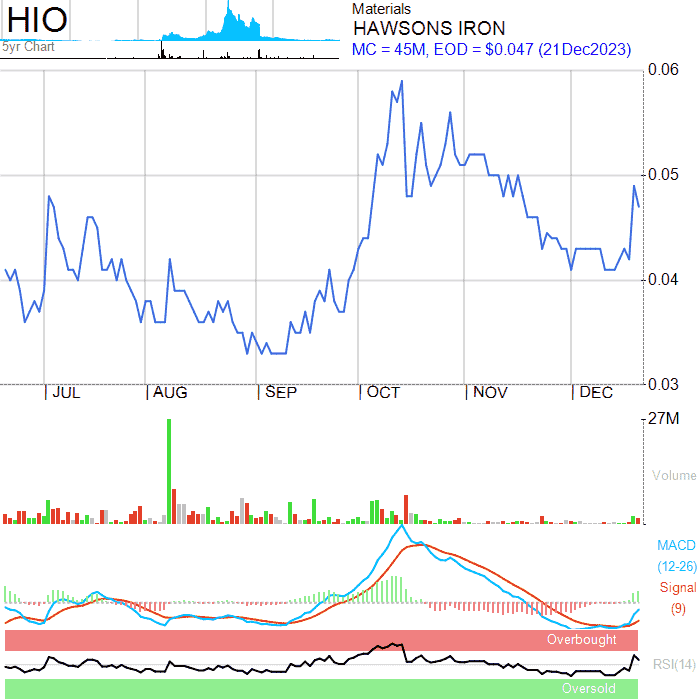 HIO
5yr Chart
Materials
HAWSONS IRON
MC = 45M, EOD = $0.047 (21Dec2023)
0.06
0.05
0.04
0.03
JUL
AUG
SEP
OCT
NOV
DEC
27M
Volume
MACD
(12-26)
Signal
(9)
Overbought
RSI(14)
Oversold